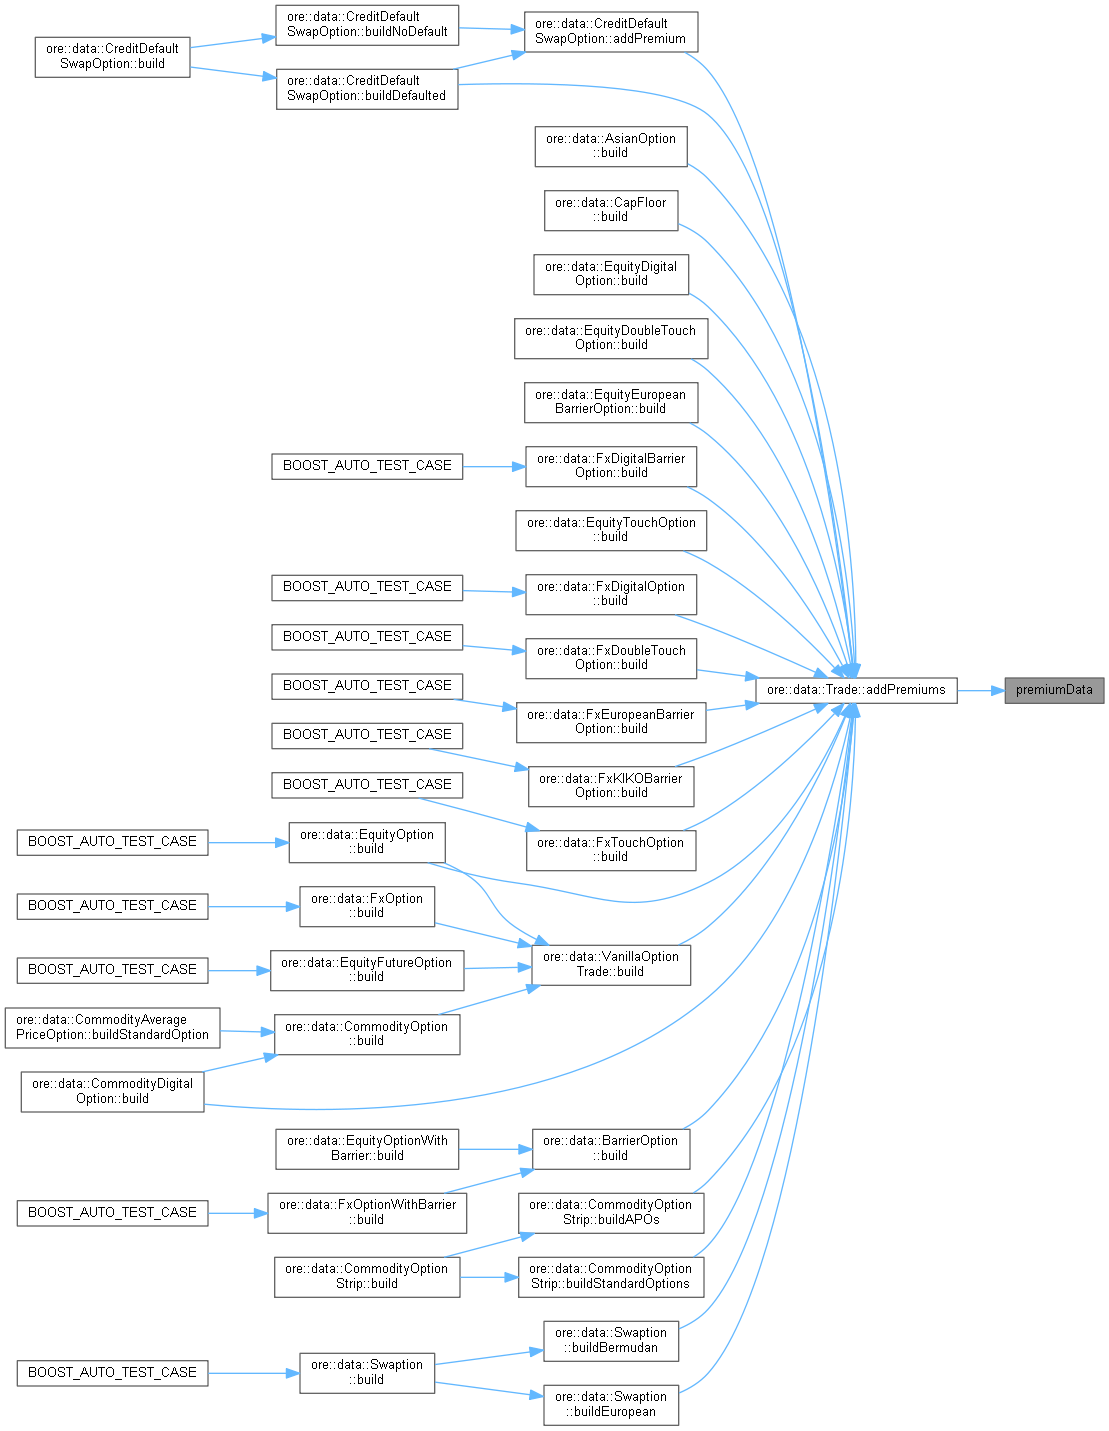 ore::data::CreditDefault
SwapOption::build
ore::data::CreditDefault
SwapOption::buildNoDefault
ore::data::CreditDefault
SwapOption::buildDefaulted
ore::data::CreditDefault
SwapOption::addPremium
ore::data::AsianOption
::build
ore::data::CapFloor
::build
ore::data::EquityDigital
Option::build
ore::data::EquityDoubleTouch
Option::build
ore::data::EquityEuropean
BarrierOption::build
BOOST_AUTO_TEST_CASE
ore::data::FxDigitalBarrier
Option::build
ore::data::EquityTouchOption
::build
BOOST_AUTO_TEST_CASE
ore::data::FxDigitalOption
::build
BOOST_AUTO_TEST_CASE
ore::data::FxDoubleTouch
Option::build
BOOST_AUTO_TEST_CASE
ore::data::FxEuropeanBarrier
Option::build
ore::data::Trade::addPremiums
premiumData
BOOST_AUTO_TEST_CASE
ore::data::FxKIKOBarrier
Option::build
BOOST_AUTO_TEST_CASE
ore::data::FxTouchOption
::build
BOOST_AUTO_TEST_CASE
ore::data::EquityOption
::build
BOOST_AUTO_TEST_CASE
ore::data::FxOption
::build
BOOST_AUTO_TEST_CASE
ore::data::EquityFutureOption
::build
ore::data::VanillaOption
Trade::build
ore::data::CommodityAverage
PriceOption::buildStandardOption
ore::data::CommodityOption
::build
ore::data::CommodityDigital
Option::build
ore::data::EquityOptionWith
Barrier::build
ore::data::BarrierOption
::build
BOOST_AUTO_TEST_CASE
ore::data::FxOptionWithBarrier
::build
ore::data::CommodityOption
Strip::buildAPOs
ore::data::CommodityOption
Strip::build
ore::data::CommodityOption
Strip::buildStandardOptions
ore::data::Swaption
::buildBermudan
BOOST_AUTO_TEST_CASE
ore::data::Swaption
::build
ore::data::Swaption
::buildEuropean